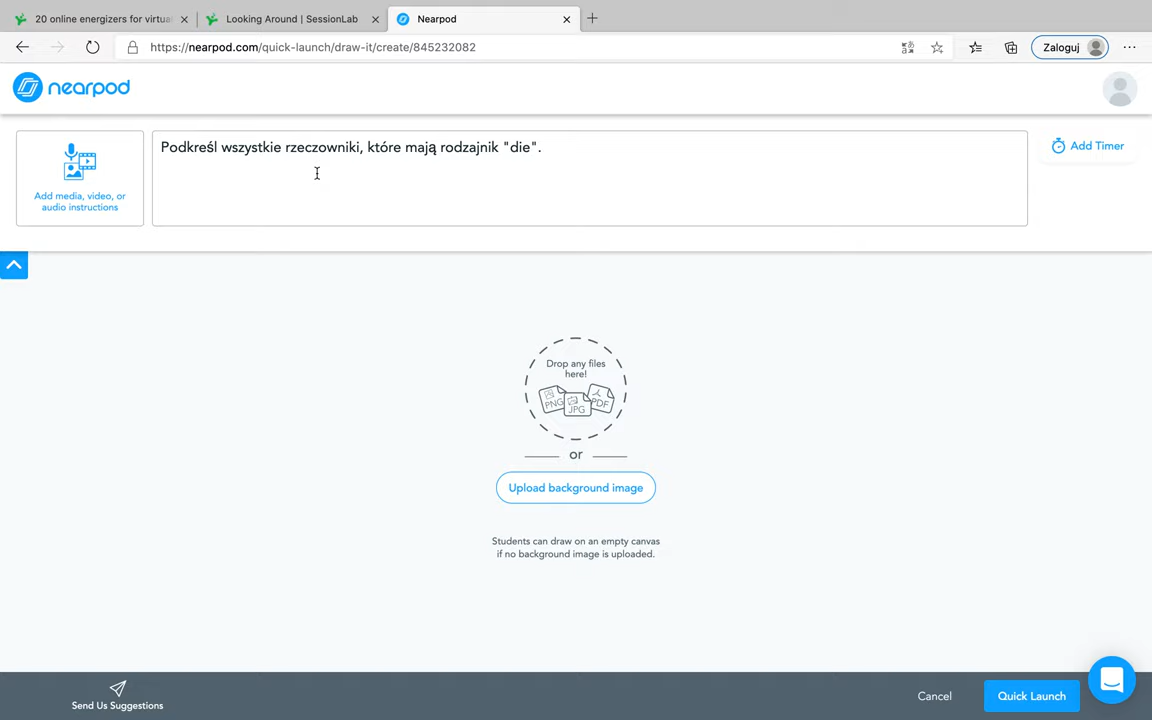 20 online energizers for virtua
Looking Around | SessionLab
Nearpod
https://nearpod.com/quick-launch/draw-it/create/845232082
Zaloguj
nearpod
Add media, video, or
audio instructions
Podkreśl wszystkie rzeczowniki, które mają rodzajnik "die".
Add Timer
Drop any files
here!
PNG
JPG
PDF
or
Upload background image
Students can draw on an empty canvas
if no background image is uploaded.
Send Us Suggestions
Cancel
Quick Launch